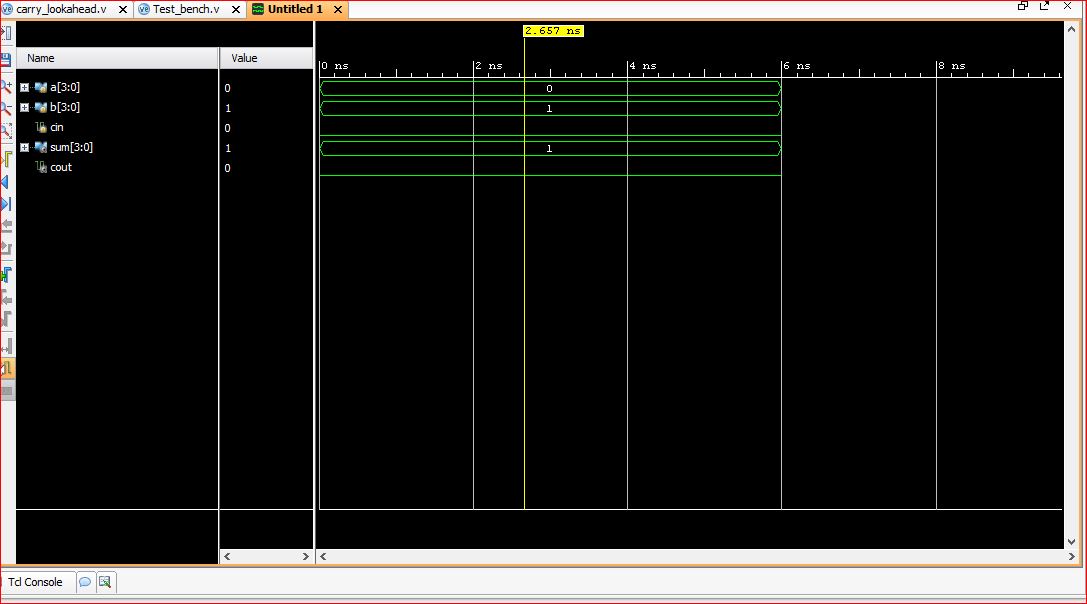 carry_lookahead.v Test_bench.v Untitled 1
2.657 ns
Name Value
0 ns 2 ns 4 ns 6 ns 8 ns
a[3:0] 0 0
b[3:0] 1 1
cin 0
sum[3:0] 1 1
cout 0
Tcl Console